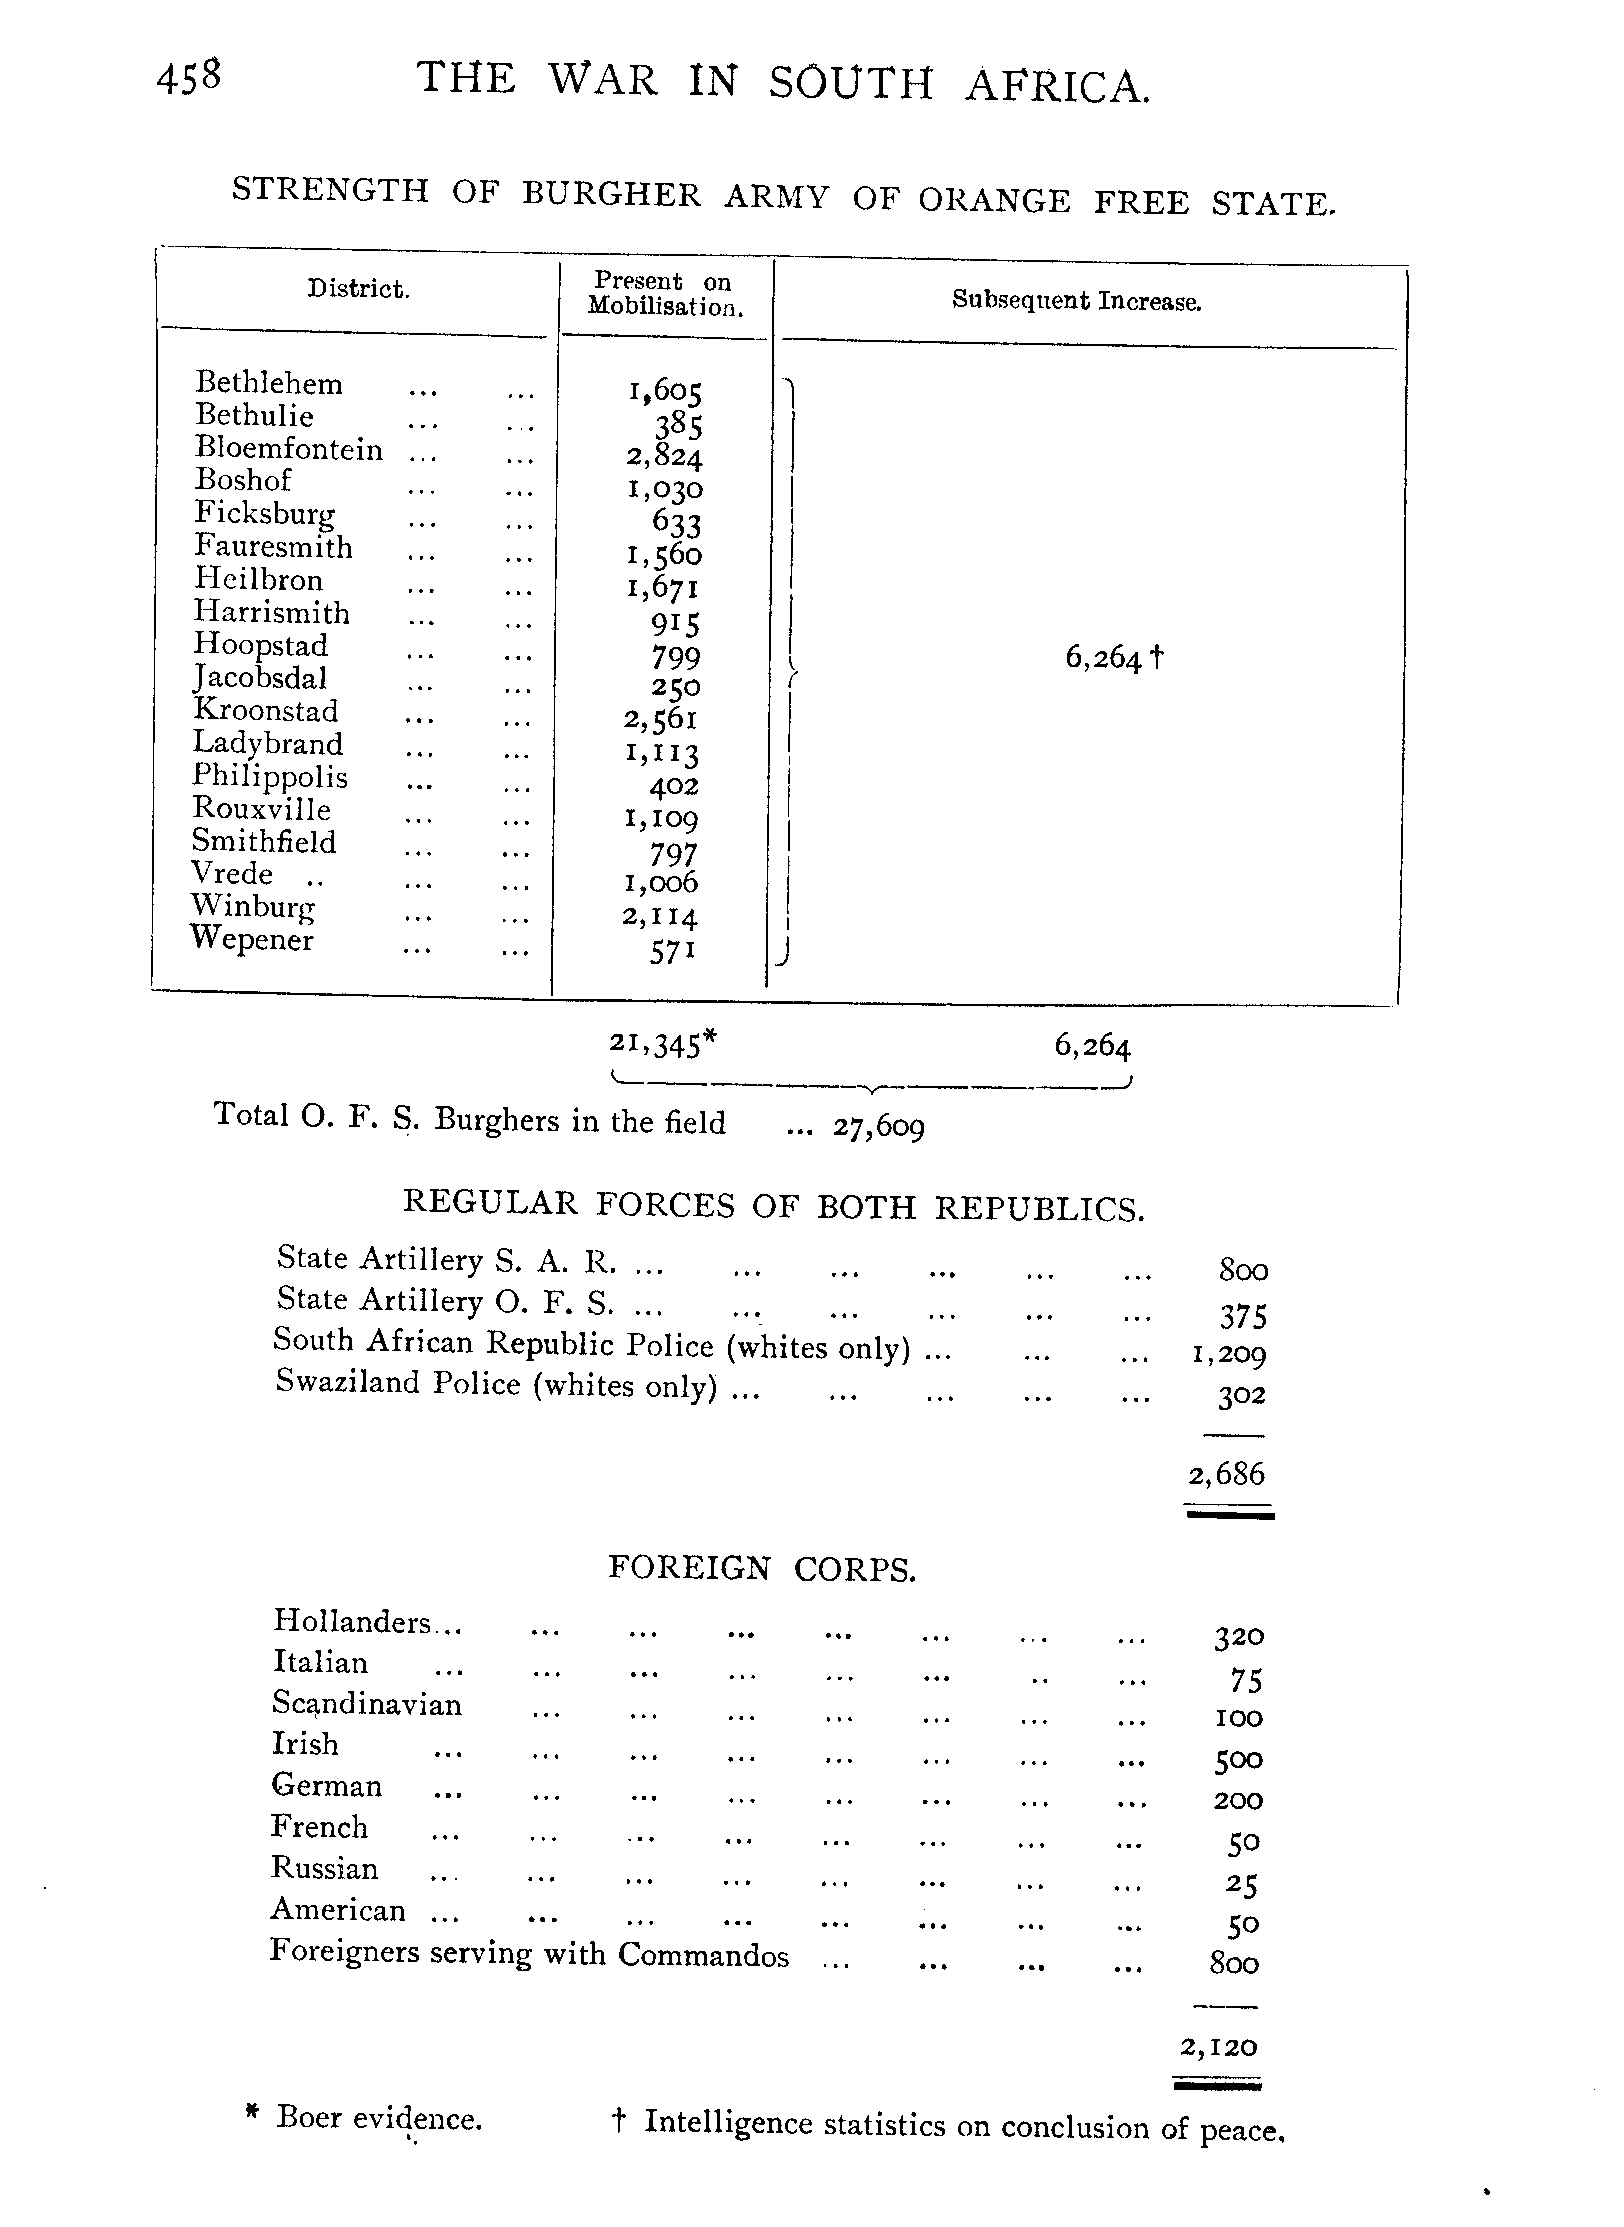 458 THE WAR IN SOUTH AFRICA.
STRENGTH OF BURGHER ARMY OF ORANGE FREE STATE.
District. Present on Mobilisation. Subsequent Increase.
Bethlehem ... ... 1,605
Bethulie ... ... 385
Bloemfontein ... ... 2,824
Boshof ... ... 1,030
Ficksburg ... ... 633
Fauresmith ... ... 1,560
Heilbron ... ... 1,671
Harrismith ... ... 915
Hoopstad ... ... 799 6,264 †
Jacobsdal ... ... 250
Kroonstad ... ... 2,561
Ladybrand ... ... 1,113
Philippolis ... ... 402
Rouxville ... ... 1,109
Smithfield ... ... 797
Vrede .. ... ... 1,006
Winburg ... ... 2,114
Wepener ... ... 571
21,345* 6,264
Total O. F. S. Burghers in the field ... 27,609
REGULAR FORCES OF BOTH REPUBLICS.
State Artillery S. A. R. ... ... ... ... ... ... 800
State Artillery O. F. S. ... ... ... ... ... ... 375
South African Republic Police (whites only) ... ... ... 1,209
Swaziland Police (whites only) ... ... ... ... ... 302
2,686
FOREIGN CORPS.
Hollanders... ... ... ... ... ... ... ... 320
Italian ... ... ... ... ... ... .. ... 75
Scandinavian ... ... ... ... ... ... ... 100
Irish ... ... ... ... ... ... ... ... 500
German ... ... ... ... ... ... ... ... 200
French ... ... ... ... ... ... ... ... 50
Russian ... ... ... ... ... ... ... ... 25
American ... ... ... ... ... ... ... ... 50
Foreigners serving with Commandos ... ... ... ... 800
2,120
* Boer evidence. † Intelligence statistics on conclusion of peace.